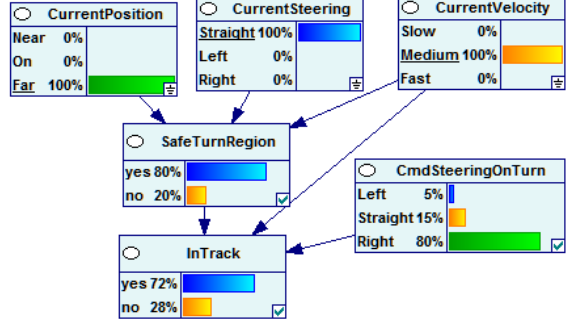 CurrentPosition
Near 0%
On 0%
Far 100%
CurrentSteering
Straight 100%
Left 0%
Right 0%
CurrentVelocity
Slow 0%
Medium 100%
Fast 0%
SafeTurnRegion
yes 80%
no 20%
CmdSteeringOnTurn
Left 5%
Straight 15%
Right 80%
InTrack
yes 72%
no 28%